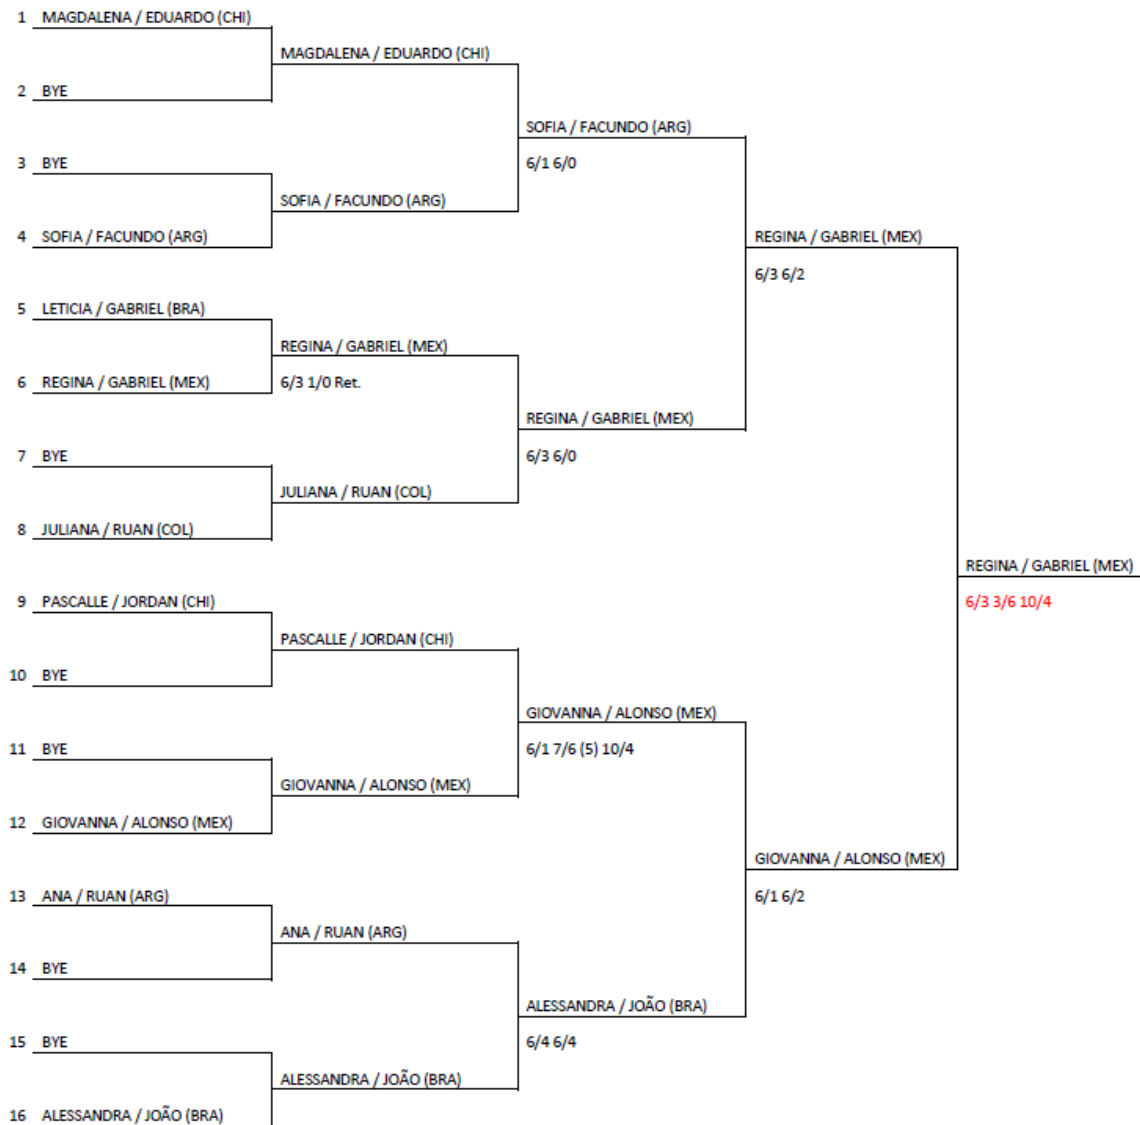 1 MAGDALENA / EDUARDO (CHI)
MAGDALENA / EDUARDO (CHI)
2 BYE
SOFIA / FACUNDO (ARG)
3 BYE
6/1 6/0
SOFIA / FACUNDO (ARG)
4 SOFIA / FACUNDO (ARG)
REGINA / GABRIEL (MEX)
6/3 6/2
5 LETICIA / GABRIEL (BRA)
REGINA / GABRIEL (MEX)
6 REGINA / GABRIEL (MEX)
6/3 1/0 Ret.
REGINA / GABRIEL (MEX)
7 BYE
6/3 6/0
JULIANA / RUAN (COL)
8 JULIANA / RUAN (COL)
REGINA / GABRIEL (MEX)
6/3 3/6 10/4
9 PASCALLE / JORDAN (CHI)
PASCALLE / JORDAN (CHI)
10 BYE
GIOVANNA / ALONSO (MEX)
11 BYE
6/1 7/6 (5) 10/4
GIOVANNA / ALONSO (MEX)
12 GIOVANNA / ALONSO (MEX)
GIOVANNA / ALONSO (MEX)
6/1 6/2
13 ANA / RUAN (ARG)
ANA / RUAN (ARG)
14 BYE
ALESSANDRA / JOÃO (BRA)
15 BYE
6/4 6/4
ALESSANDRA / JOÃO (BRA)
16 ALESSANDRA / JOÃO (BRA)